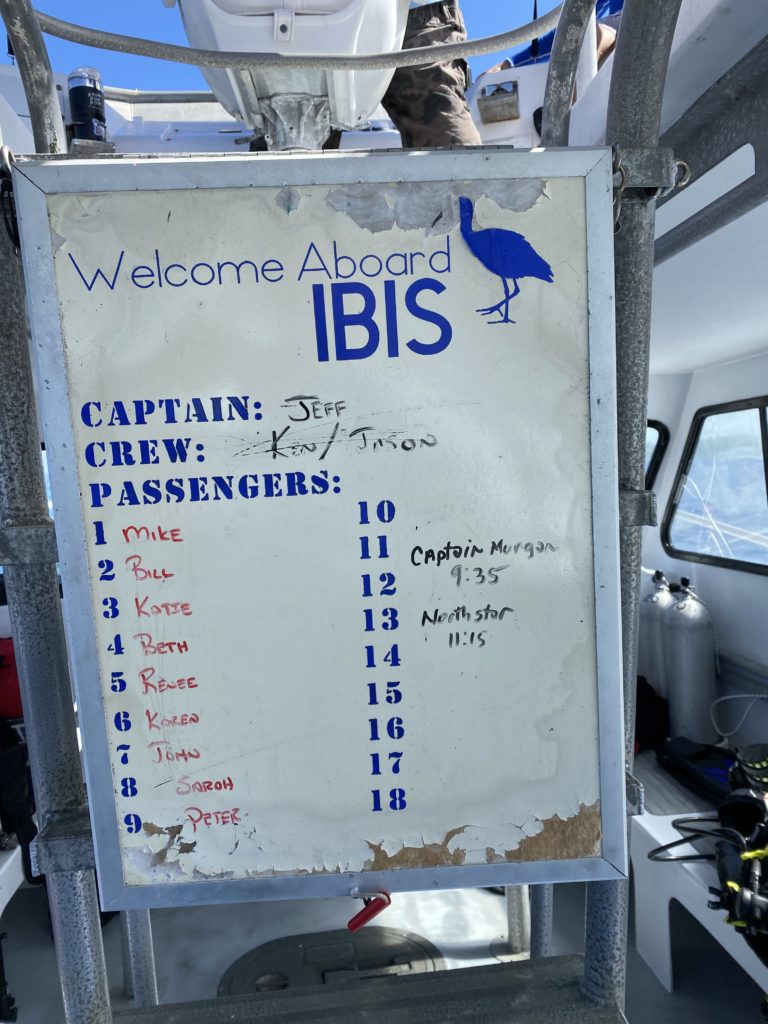 Welcome Aboard
IBIS
CAPTAIN: JEFF
CREW: KEN/JASON
PASSENGERS:
1 MIKE
2 BILL
3 KATIE
4 BETH
5 RENEE
6 KAREN
7 JOHN
8 SARAH
9 PETER
10
11 Captain Morgan
12 9:35
13 Northstar
11:15
14
15
16
17
18